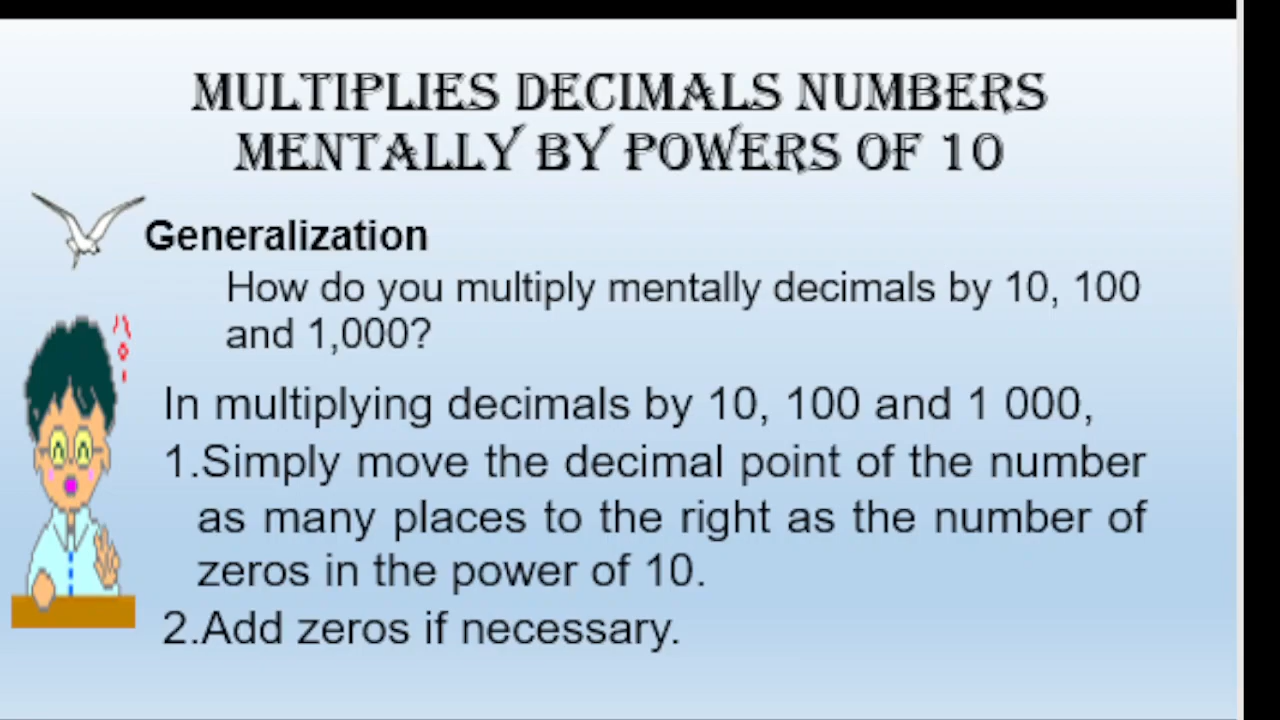 MULTIPLIES DECIMALS NUMBERS
MENTALLY BY POWERS OF 10
Generalization
How do you multiply mentally decimals by 10, 100
and 1,000?
In multiplying decimals by 10, 100 and 1 000,
1.Simply move the decimal point of the number
as many places to the right as the number of
zeros in the power of 10.
2.Add zeros if necessary.